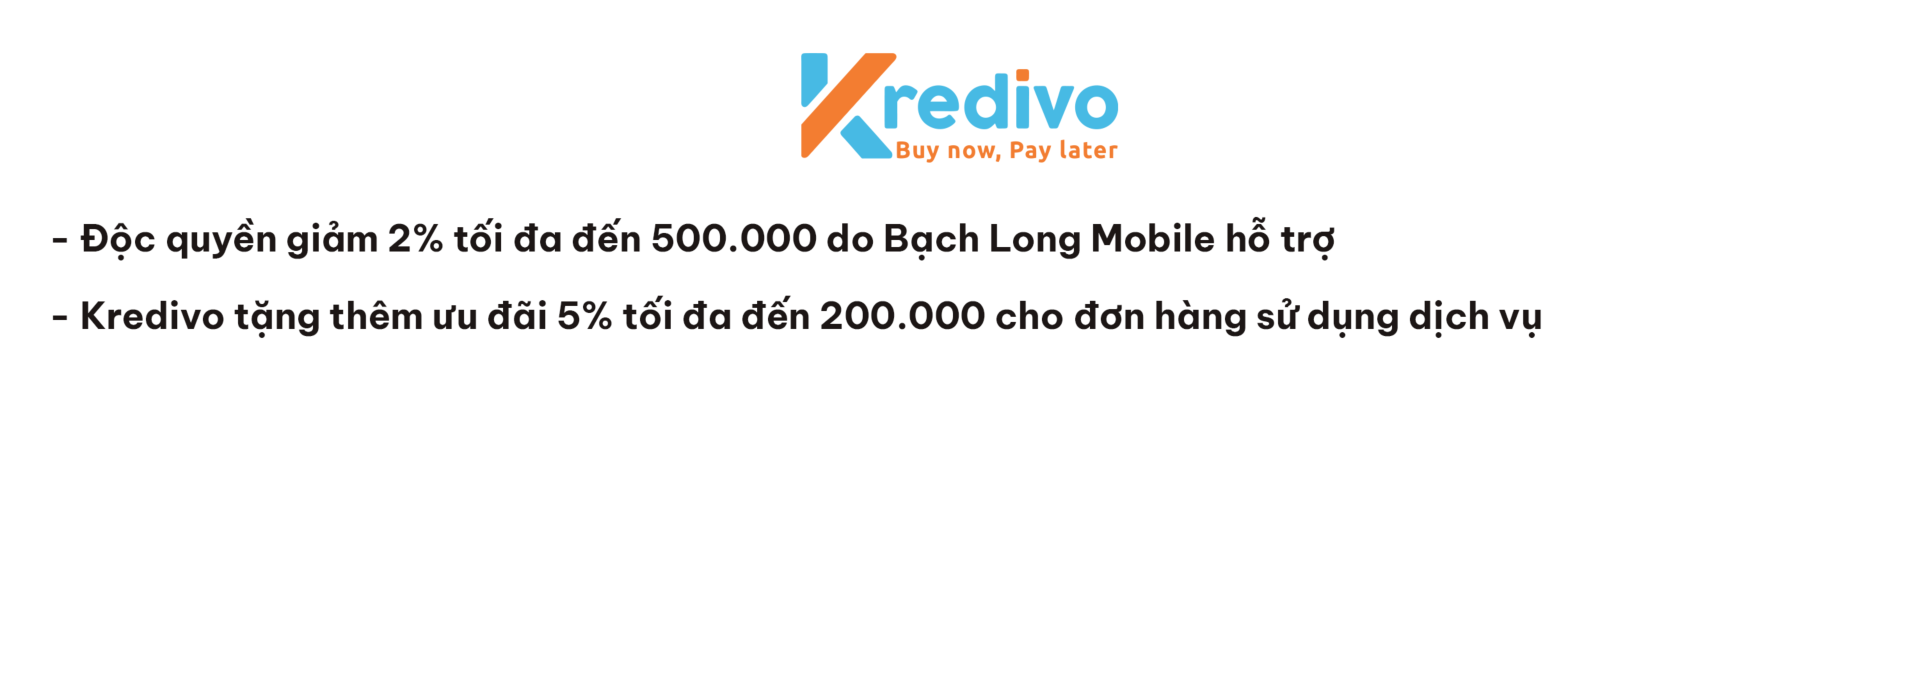 Kredivo
Buy now, Pay later
- Độc quyền giảm 2% tối đa đến 500.000 do Bạch Long Mobile hỗ trợ
- Kredivo tặng thêm ưu đãi 5% tối đa đến 200.000 cho đơn hàng sử dụng dịch vụ